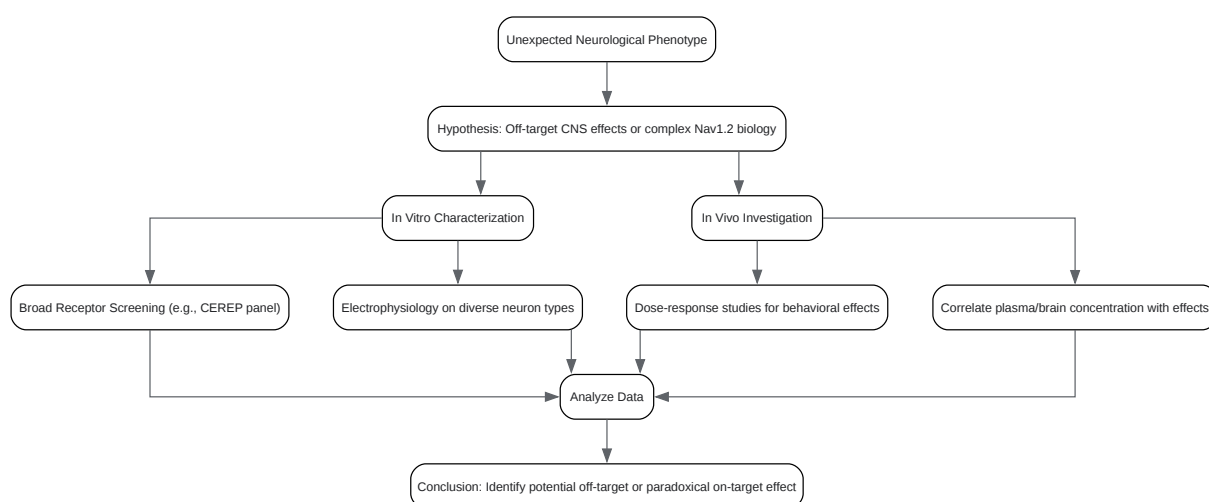 Unexpected Neurological Phenotype
Hypothesis: Off-target CNS effects or complex Nav1.2 biology
In Vitro Characterization
In Vivo Investigation
Broad Receptor Screening (e.g., CEREP panel)
Electrophysiology on diverse neuron types
Dose-response studies for behavioral effects
Correlate plasma/brain concentration with effects
Analyze Data
Conclusion: Identify potential off-target or paradoxical on-target effect